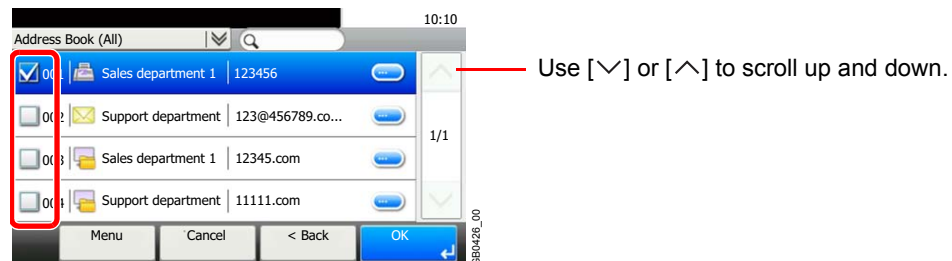 10:10
Address Book (All)
001 Sales department 1 123456
Use [∨] or [∧] to scroll up and down.
002 Support department 123@456789.co...
1/1
003 Sales department 1 12345.com
004 Support department 11111.com
Menu Cancel < Back OK